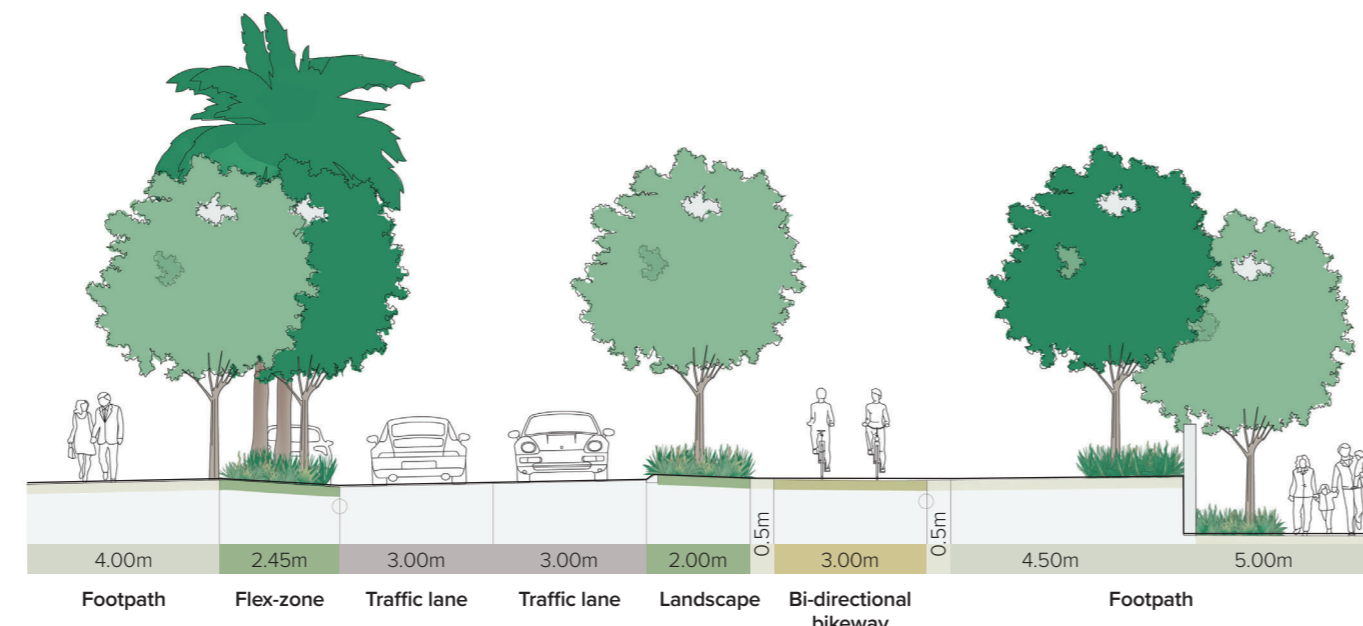 4.00m 2.45m 3.00m 3.00m 2.00m 0.5m 3.00m 0.5m 4.50m 5.00m
Footpath Flex-zone Traffic lane Traffic lane Landscape Bi-directional Footpath
bikeway